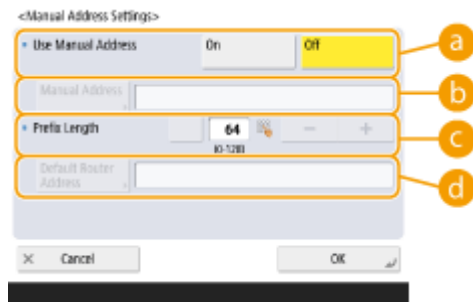 <Manual Address Settings>
Use Manual Address
On
Off
a
Manual Address
b
Prefix Length
64
−
+
(0-128)
c
Default Router
Address
d
× Cancel
OK